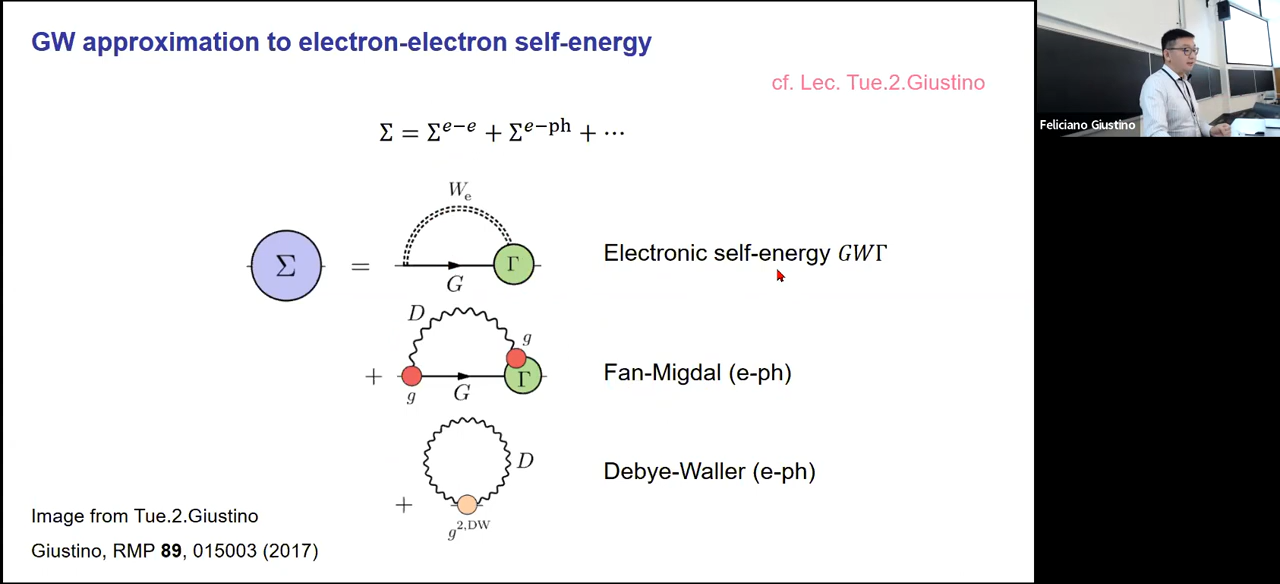 GW approximation to electron-electron self-energy
cf. Lec. Tue.2.Giustino
Σ = Σ^{e−e} + Σ^{e−ph} + ⋯
W_e
Σ = G Γ
Electronic self-energy GWΓ
D
g
+ g G Γ
Fan-Migdal (e-ph)
D
+ g^{2,DW}
Debye-Waller (e-ph)
Image from Tue.2.Giustino
Giustino, RMP 89, 015003 (2017)
Feliciano Giustino